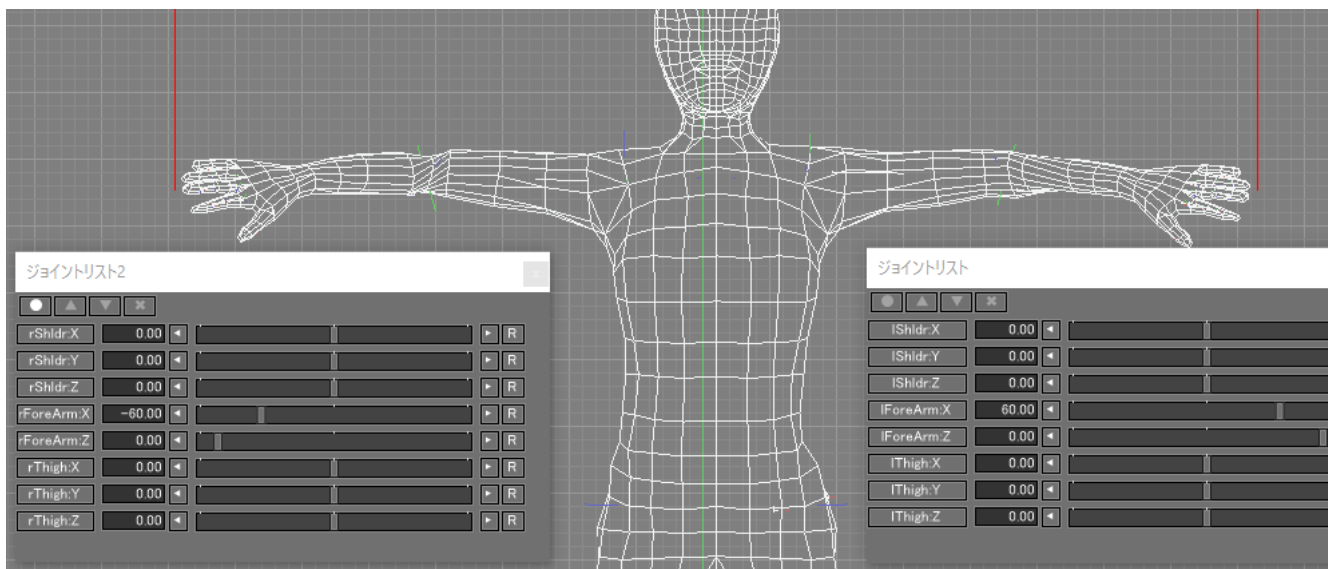 ジョイントリスト2
rShldr:X 0.00 R
rShldr:Y 0.00 R
rShldr:Z 0.00 R
rForeArm:X -60.00 R
rForeArm:Z 0.00 R
rThigh:X 0.00 R
rThigh:Y 0.00 R
rThigh:Z 0.00 R
ジョイントリスト
lShldr:X 0.00
lShldr:Y 0.00
lShldr:Z 0.00
lForeArm:X 60.00
lForeArm:Z 0.00
lThigh:X 0.00
lThigh:Y 0.00
lThigh:Z 0.00